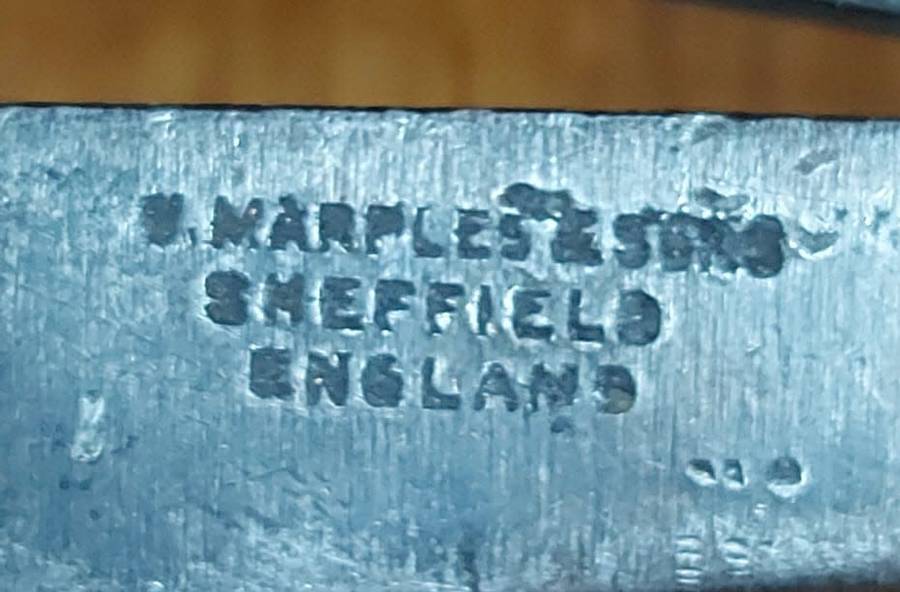 W. MARPLES & SONS
SHEFFIELD
ENGLAND